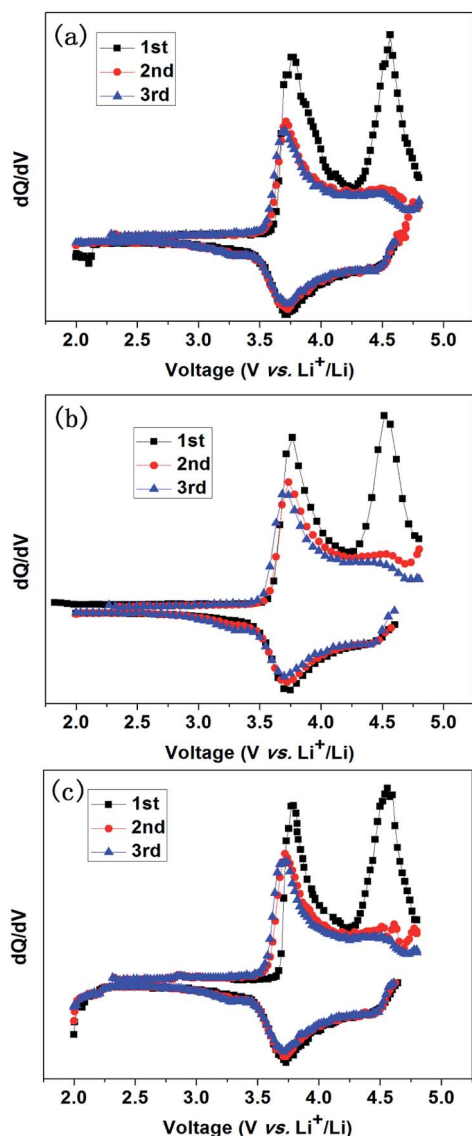 (a)
1st
2nd
3rd
dQ/dV
2.0 2.5 3.0 3.5 4.0 4.5 5.0
Voltage (V vs. Li⁺/Li)
(b)
1st
2nd
3rd
dQ/dV
2.0 2.5 3.0 3.5 4.0 4.5 5.0
Voltage (V vs. Li⁺/Li)
(c)
1st
2nd
3rd
dQ/dV
2.0 2.5 3.0 3.5 4.0 4.5 5.0
Voltage (V vs. Li⁺/Li)